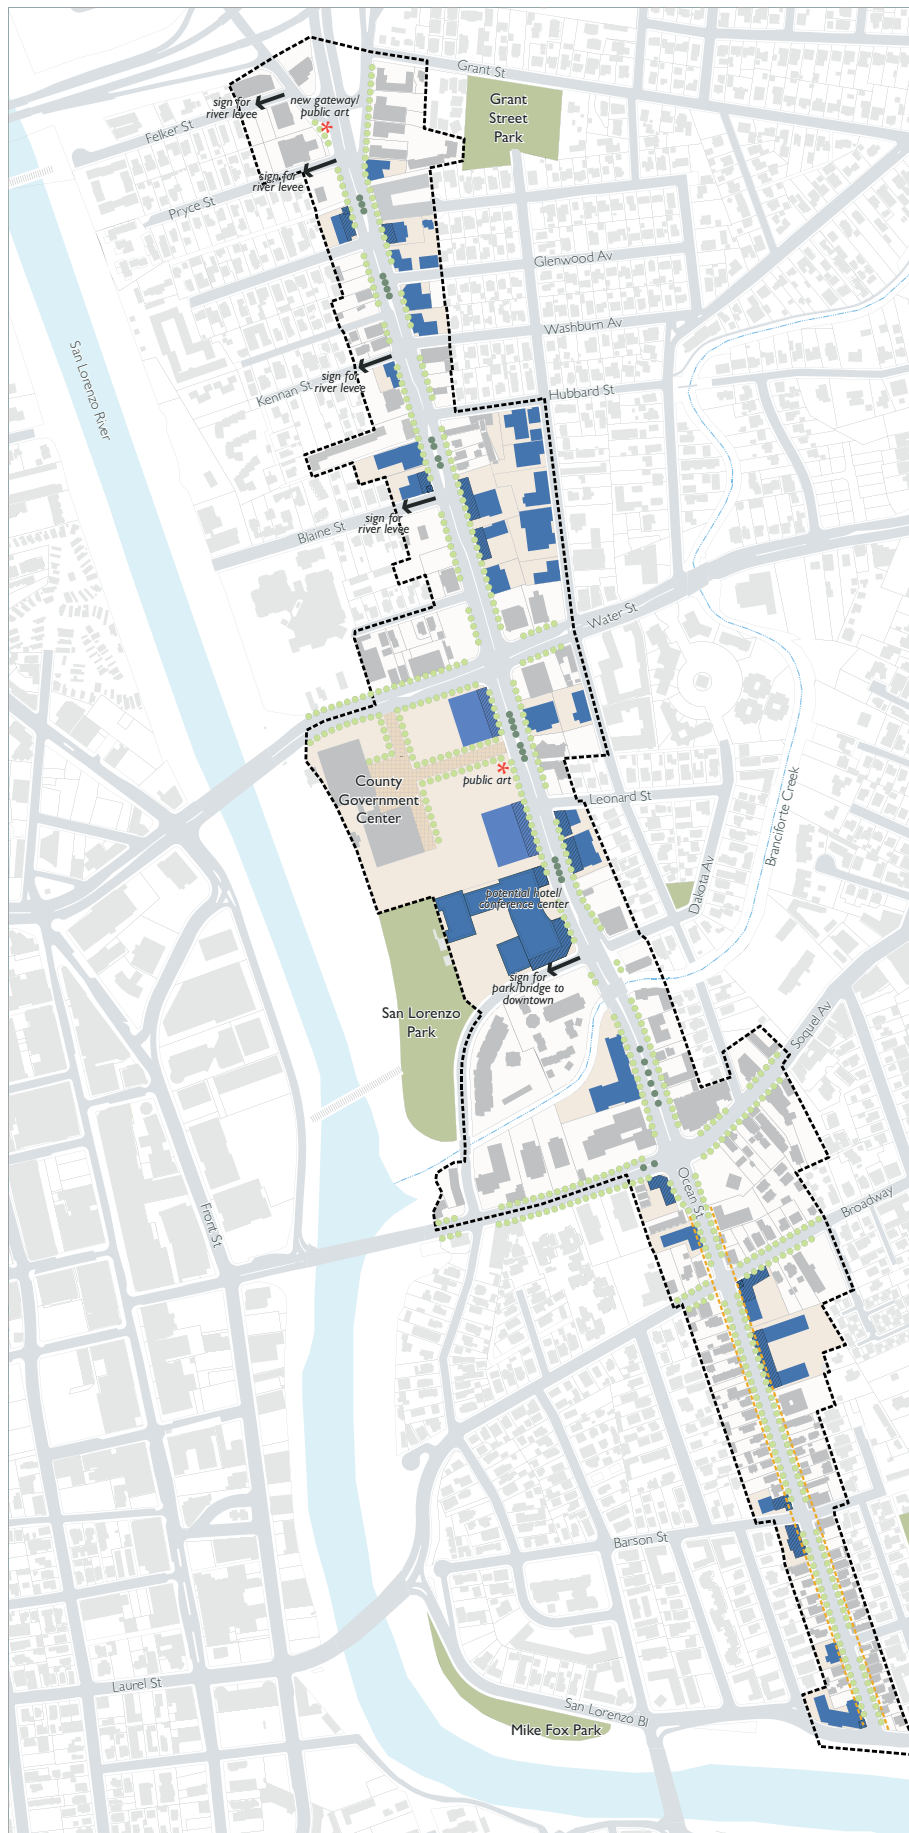 Grant St
Grant
Street
Park
sign for
river levee
new gateway/
public art
Felker St
sign for
river levee
Pryce St
Glenwood Av
Washburn Av
San Lorenzo River
sign for
river levee
Kennan St
Hubbard St
sign for
river levee
Blaine St
Water St
County
Government
Center
public art
Leonard St
Branciforte Creek
Dakota Av
potential hotel/
conference center
sign for
park/bridge to
downtown
San Lorenzo
Park
Soquel Av
Ocean St
Front St
Broadway
Barson St
Laurel St
San Lorenzo Bl
Mike Fox Park